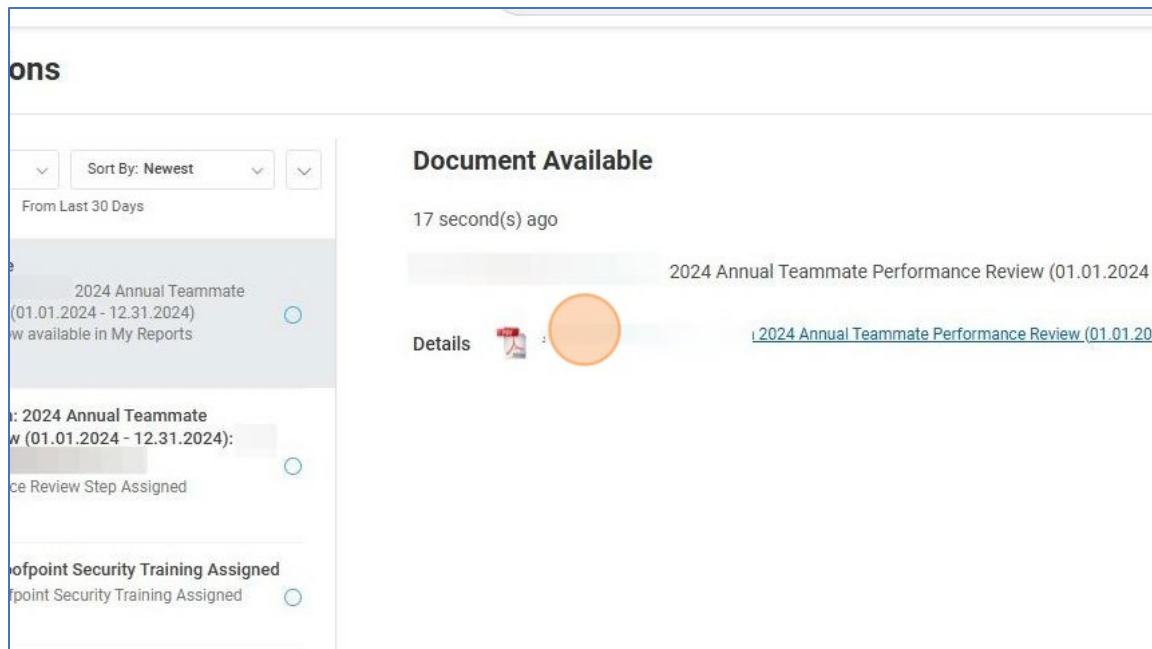 ons
Sort By: Newest
From Last 30 Days
2024 Annual Teammate
(01.01.2024 - 12.31.2024)
w available in My Reports
: 2024 Annual Teammate
w (01.01.2024 - 12.31.2024):
ce Review Step Assigned
ofpoint Security Training Assigned
fpoint Security Training Assigned
Document Available
17 second(s) ago
2024 Annual Teammate Performance Review (01.01.2024
Details
2024 Annual Teammate Performance Review (01.01.20